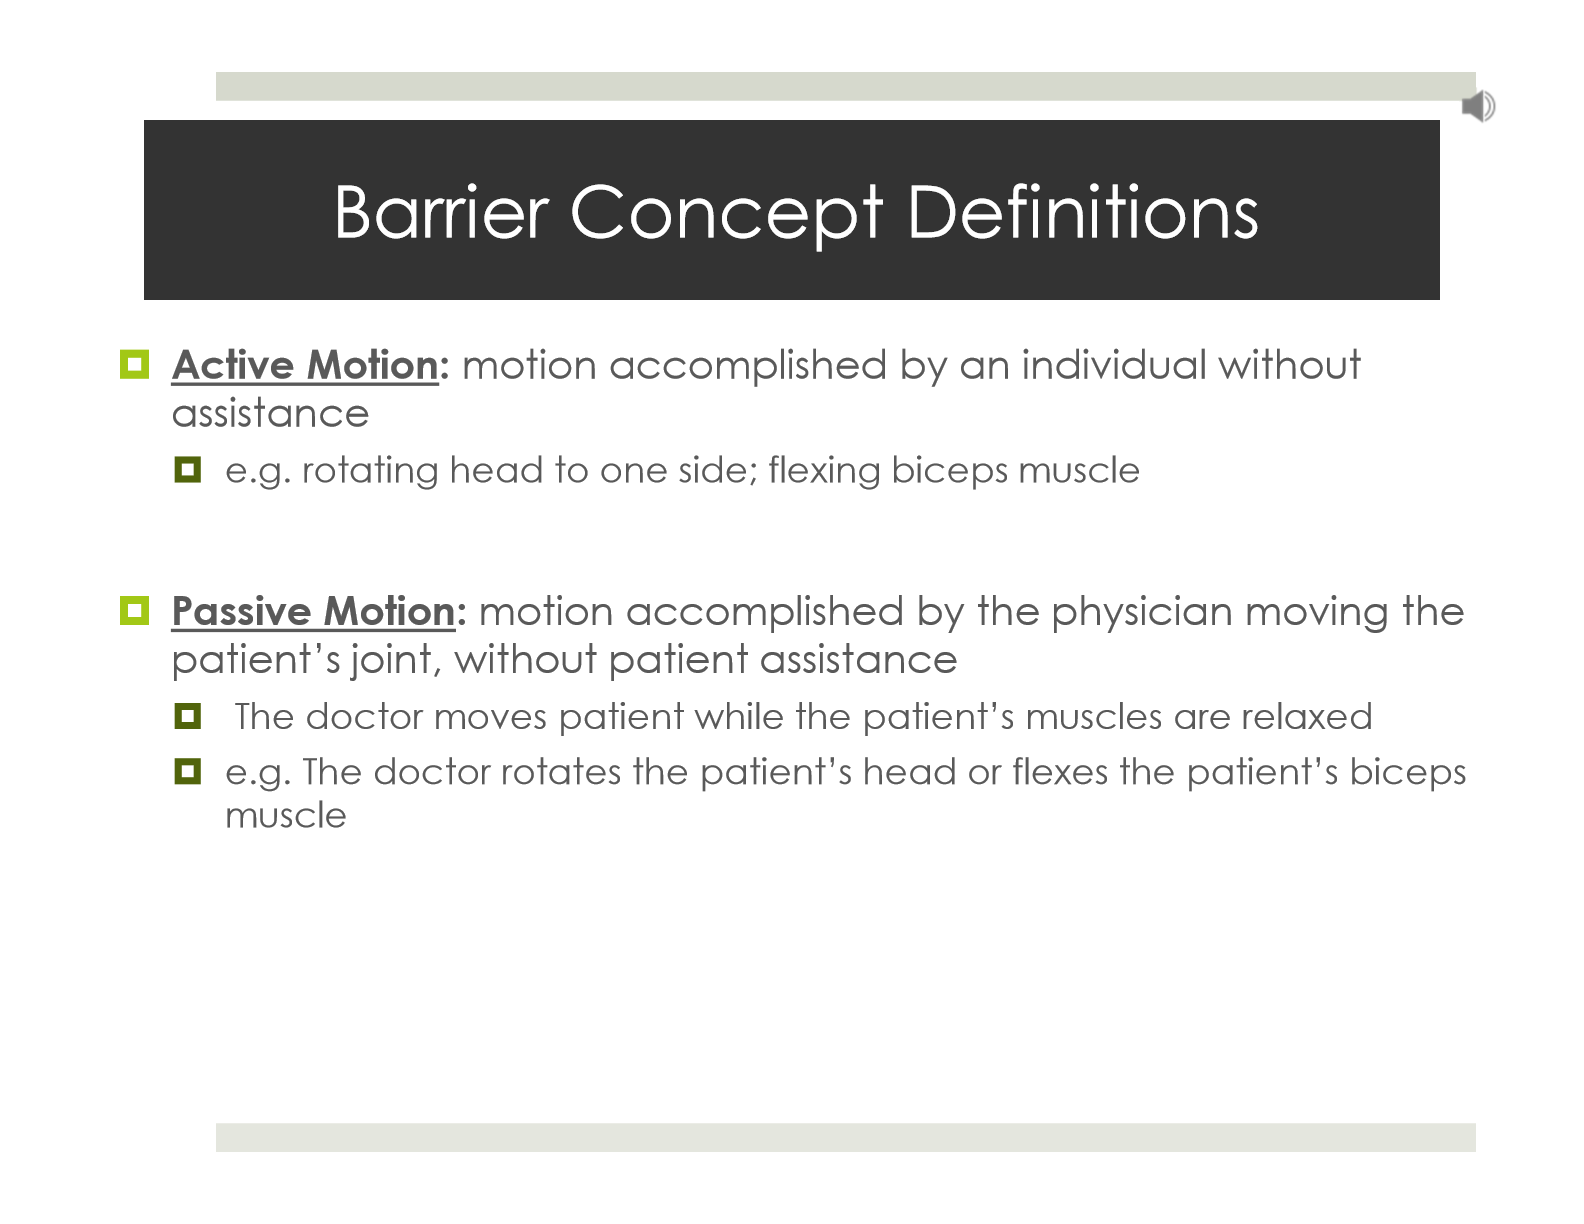 Barrier Concept Definitions
Active Motion: motion accomplished by an individual without
assistance
e.g. rotating head to one side; flexing biceps muscle
Passive Motion: motion accomplished by the physician moving the
patient’s joint, without patient assistance
The doctor moves patient while the patient’s muscles are relaxed
e.g. The doctor rotates the patient’s head or flexes the patient’s biceps
muscle